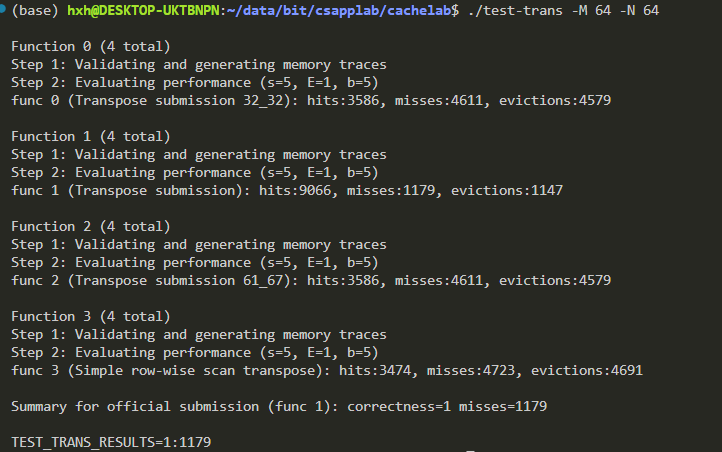 (base) hxh@DESKTOP-UKTBNPN:~/data/bit/csapplab/cachelab$ ./test-trans -M 64 -N 64
Function 0 (4 total)
Step 1: Validating and generating memory traces
Step 2: Evaluating performance (s=5, E=1, b=5)
func 0 (Transpose submission 32_32): hits:3586, misses:4611, evictions:4579
Function 1 (4 total)
Step 1: Validating and generating memory traces
Step 2: Evaluating performance (s=5, E=1, b=5)
func 1 (Transpose submission): hits:9066, misses:1179, evictions:1147
Function 2 (4 total)
Step 1: Validating and generating memory traces
Step 2: Evaluating performance (s=5, E=1, b=5)
func 2 (Transpose submission 61_67): hits:3586, misses:4611, evictions:4579
Function 3 (4 total)
Step 1: Validating and generating memory traces
Step 2: Evaluating performance (s=5, E=1, b=5)
func 3 (Simple row-wise scan transpose): hits:3474, misses:4723, evictions:4691
Summary for official submission (func 1): correctness=1 misses=1179
TEST_TRANS_RESULTS=1:1179